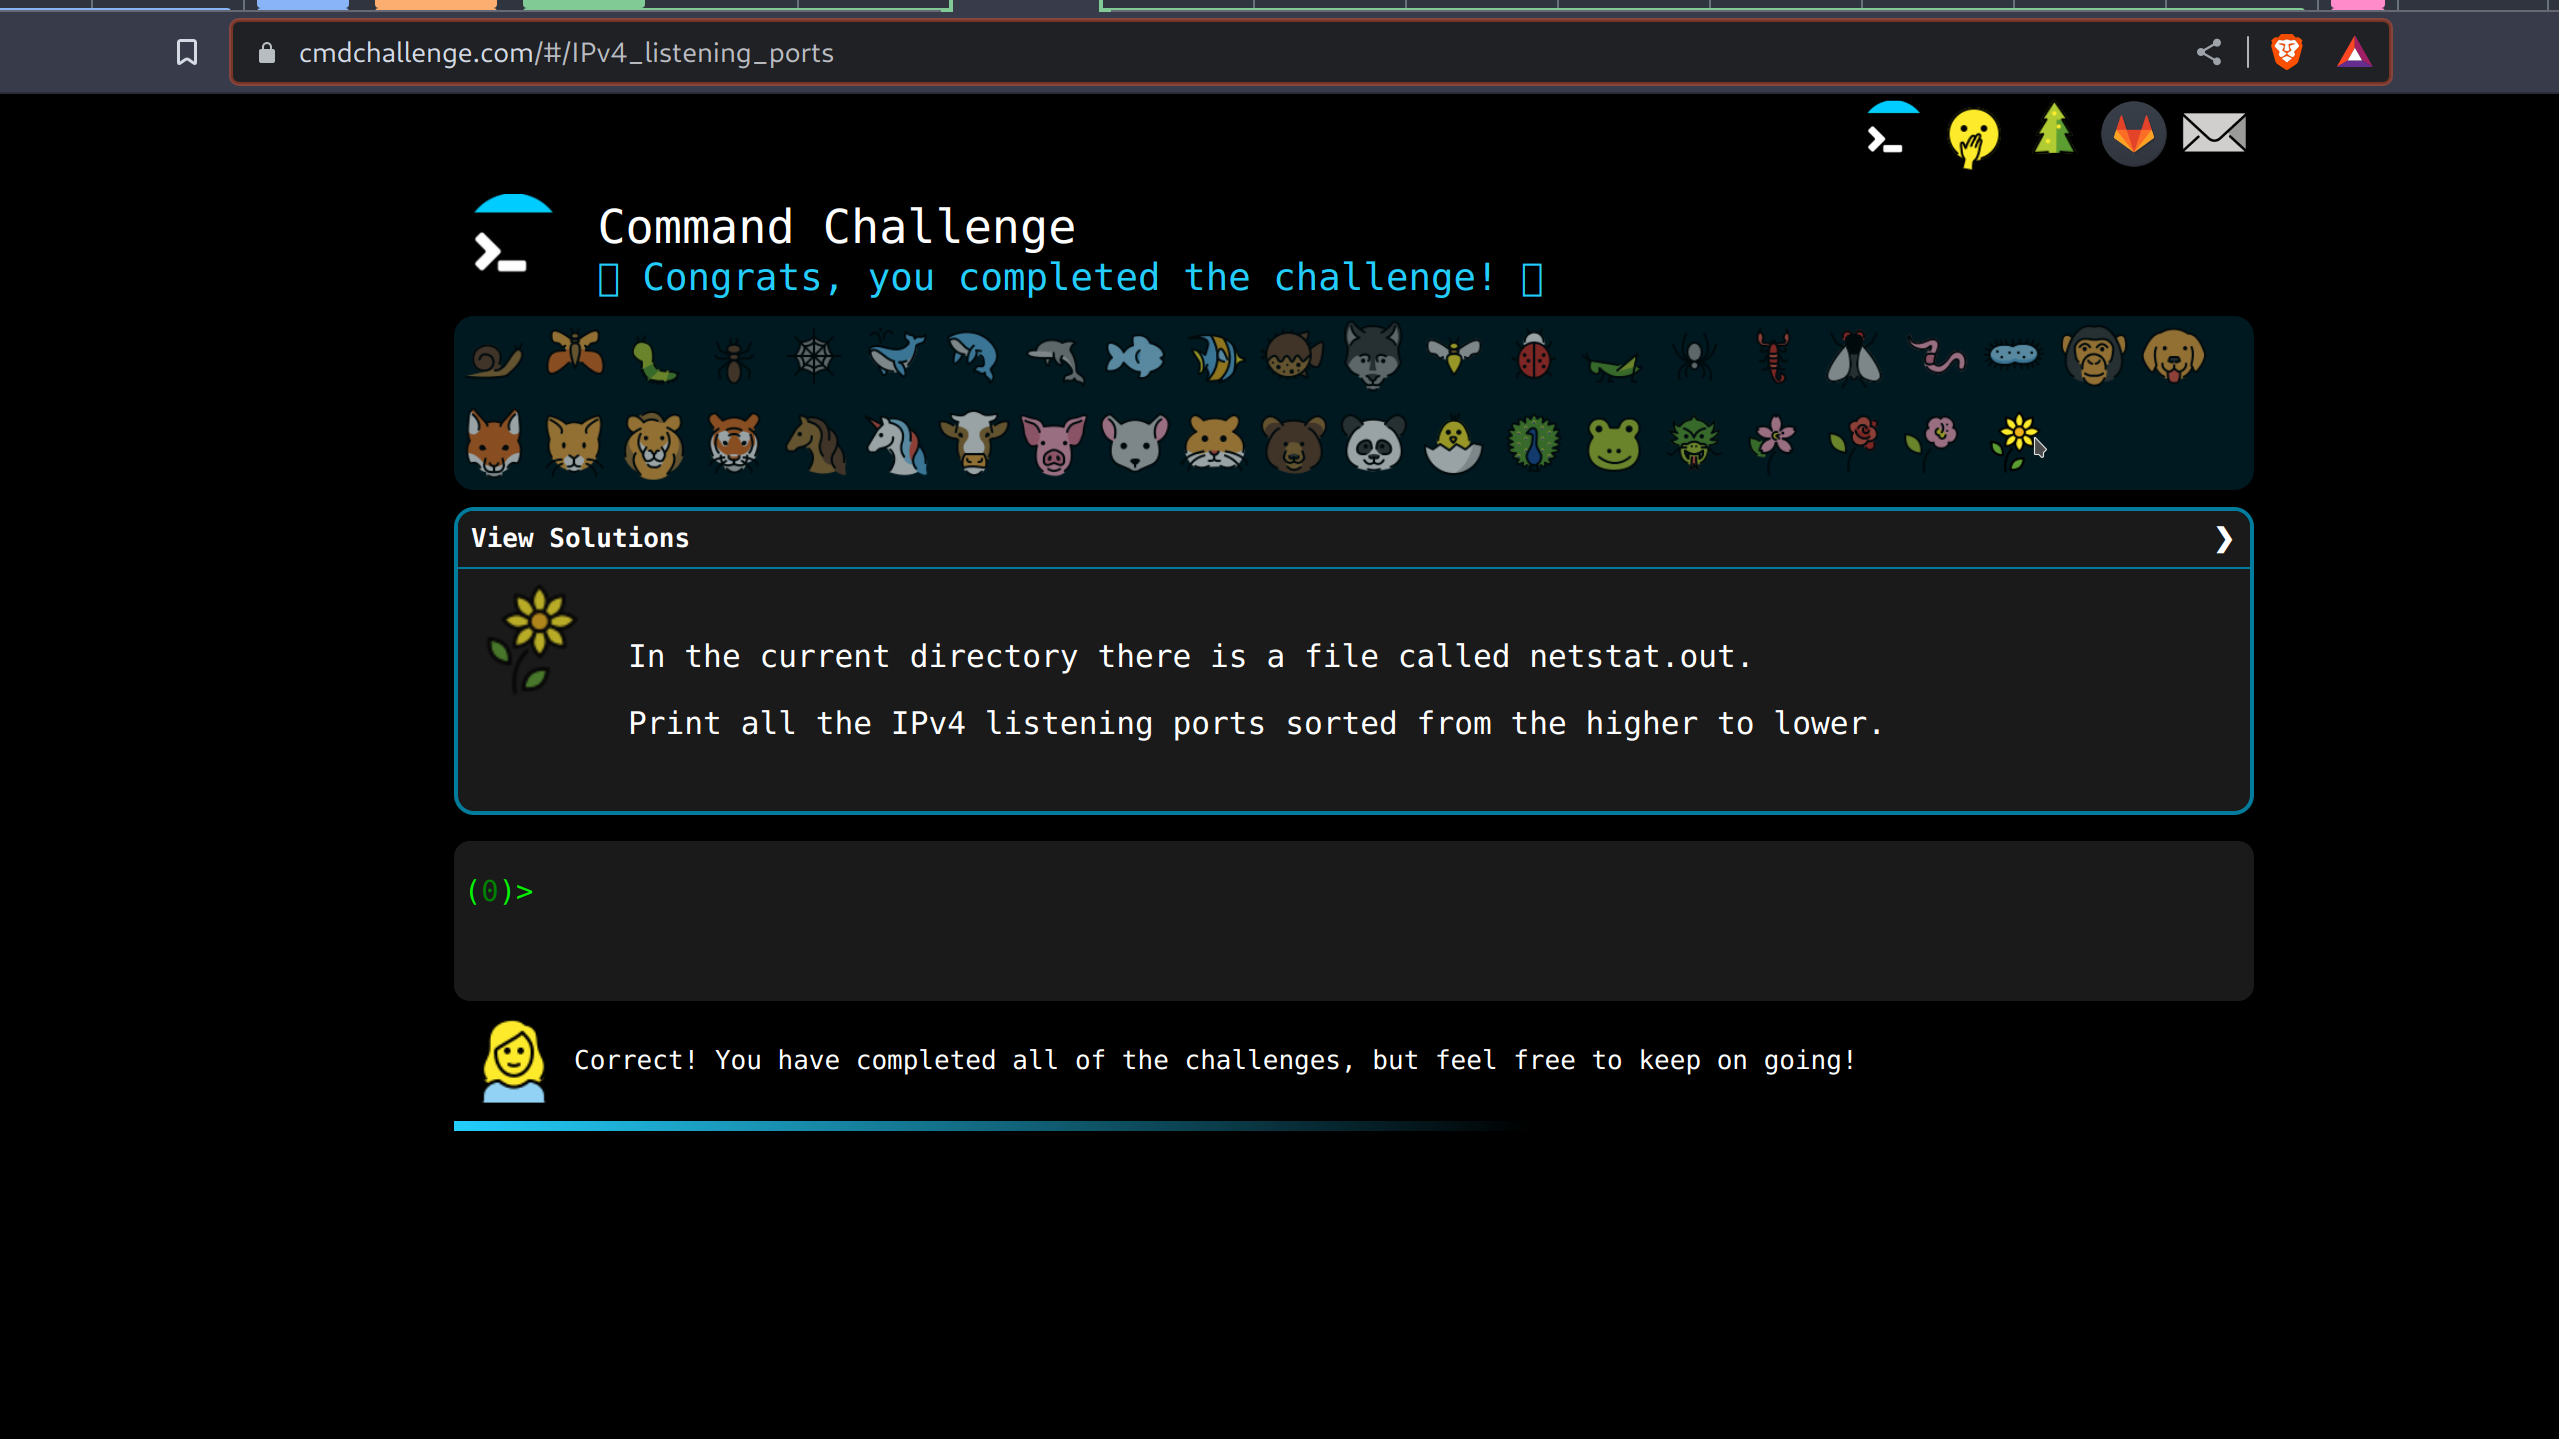 cmdchallenge.com/#/IPv4_listening_ports
Command Challenge
Congrats, you completed the challenge!
View Solutions
In the current directory there is a file called netstat.out.
Print all the IPv4 listening ports sorted from the higher to lower.
(0)>
Correct! You have completed all of the challenges, but feel free to keep on going!